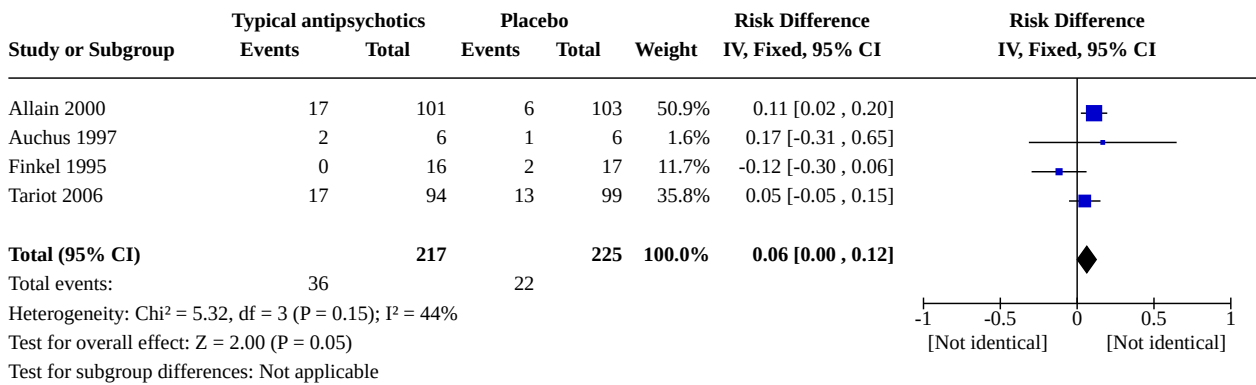 Typical antipsychotics Placebo Risk Difference Risk Difference
Study or Subgroup Events Total Events Total Weight IV, Fixed, 95% CI IV, Fixed, 95% CI
Allain 2000 17 101 6 103 50.9% 0.11 [0.02 , 0.20]
Auchus 1997 2 6 1 6 1.6% 0.17 [-0.31 , 0.65]
Finkel 1995 0 16 2 17 11.7% -0.12 [-0.30 , 0.06]
Tariot 2006 17 94 13 99 35.8% 0.05 [-0.05 , 0.15]
Total (95% CI) 217 225 100.0% 0.06 [0.00 , 0.12]
Total events: 36 22
Heterogeneity: Chi² = 5.32, df = 3 (P = 0.15); I² = 44%
-1 -0.5 0 0.5 1
Test for overall effect: Z = 2.00 (P = 0.05) [Not identical] [Not identical]
Test for subgroup differences: Not applicable